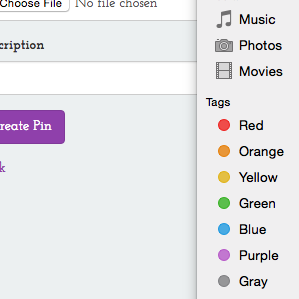 Choose File No file chosen
cription
reate Pin
k
Music
Photos
Movies
Tags
Red
Orange
Yellow
Green
Blue
Purple
Gray